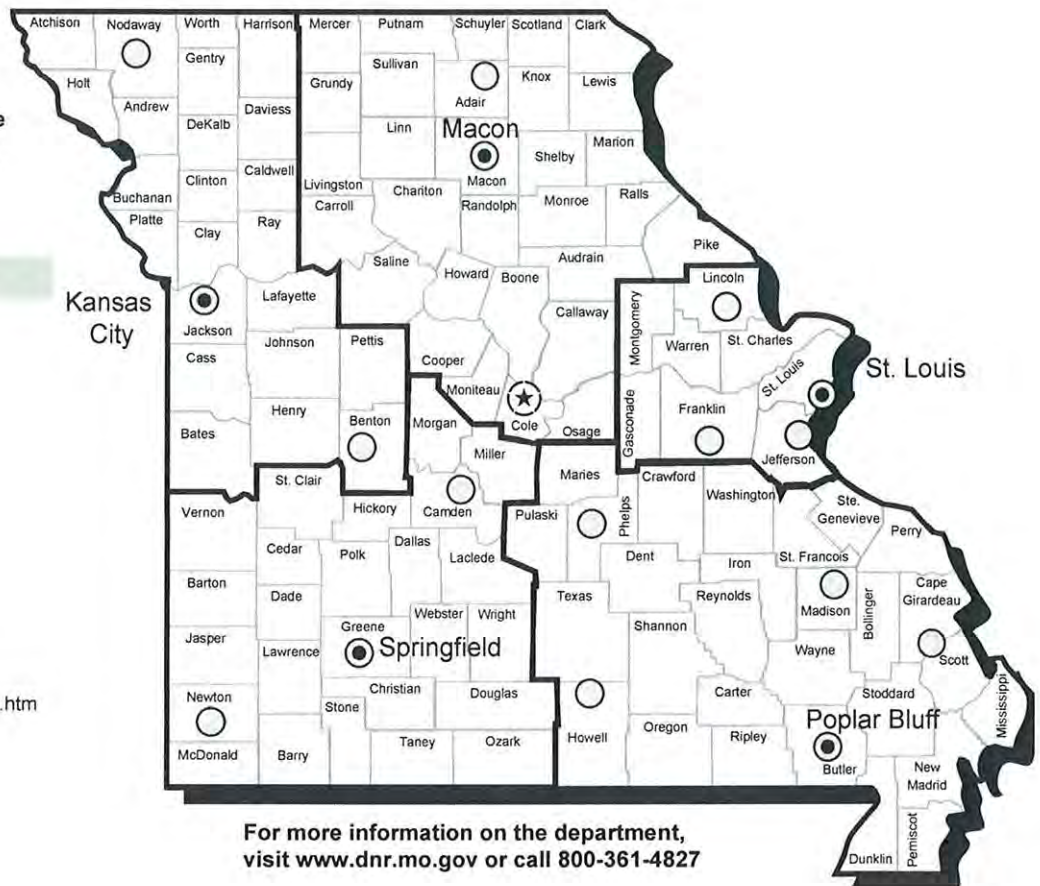 Atchison Nodaway Worth Harrison Mercer Putnam Schuyler Scotland Clark
Gentry
Sullivan
Holt Grundy Adair Knox Lewis
Andrew Daviess
DeKalb Linn Macon
Marion
Shelby
Clinton Caldwell Macon
Livingston Chariton
Buchanan Carroll Randolph Monroe Ralls
Platte
Clay Ray
Pike
Saline Howard Boone Audrain
Lincoln
Kansas
City
Jackson Lafayette
Callaway Montgomery
Johnson Pettis Warren St. Charles
Cass Cooper
St. Louis St. Louis
Moniteau
Henry Franklin
Benton Morgan Cole Osage Gasconade
Bates
Jefferson
Miller
St. Clair Maries Crawford
Washington
Vernon Hickory Camden Pulaski Phelps Ste.
Genevieve
Perry
Cedar Polk Dallas Laclede Dent Iron St. Francois
Barton Texas Reynolds Madison Bollinger Cape
Girardeau
Dade
Webster Wright
Jasper Greene Springfield Shannon
Lawrence Wayne
Scott
Newton Christian Douglas Carter Stoddard Mississippi
.htm
Stone
Poplar Bluff
Howell Oregon Ripley
McDonald Barry Taney Ozark
Butler New
Madrid
For more information on the department,
visit www.dnr.mo.gov or call 800-361-4827
Dunklin Pemiscot